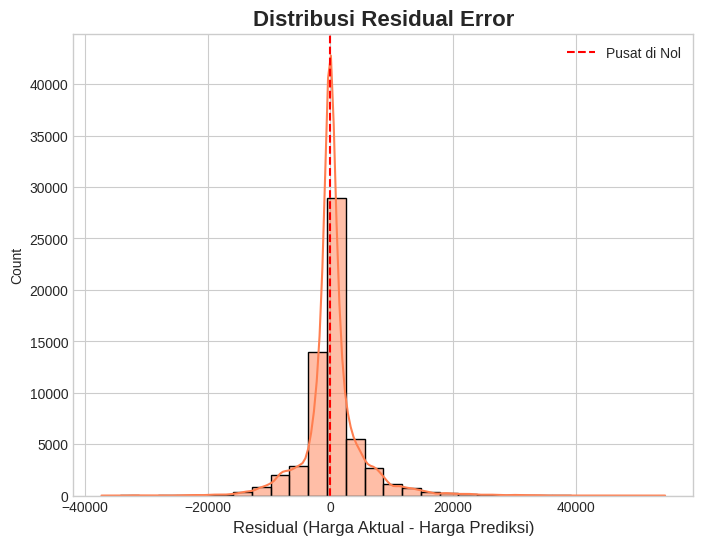 Distribusi Residual Error
Pusat di Nol
Count
40000
35000
30000
25000
20000
15000
10000
5000
0
−40000 −20000 0 20000 40000
Residual (Harga Aktual - Harga Prediksi)